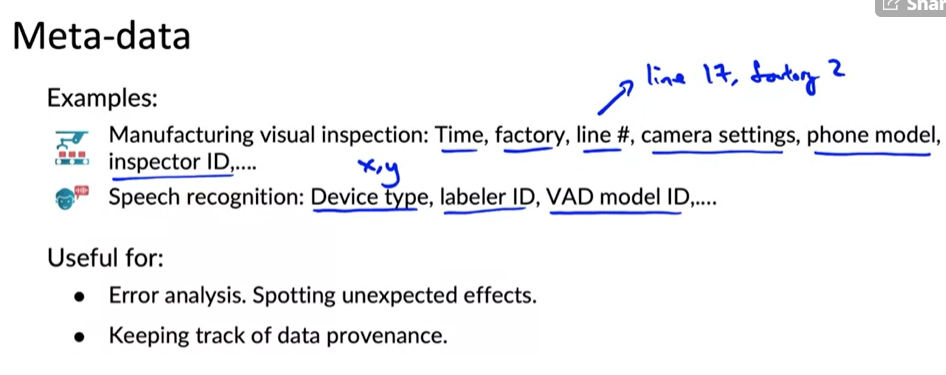 Shar
Meta-data
line 17, factory 2
Examples:
Manufacturing visual inspection: Time, factory, line #, camera settings, phone model,
inspector ID,....
x,y
Speech recognition: Device type, labeler ID, VAD model ID,....
Useful for:
• Error analysis. Spotting unexpected effects.
• Keeping track of data provenance.